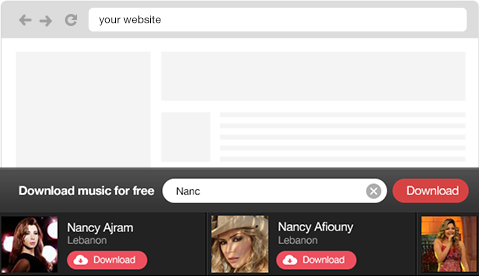 your website
Download music for free
Nanc
Download
Nancy Ajram
Lebanon
Download
Nancy Afiouny
Lebanon
Download